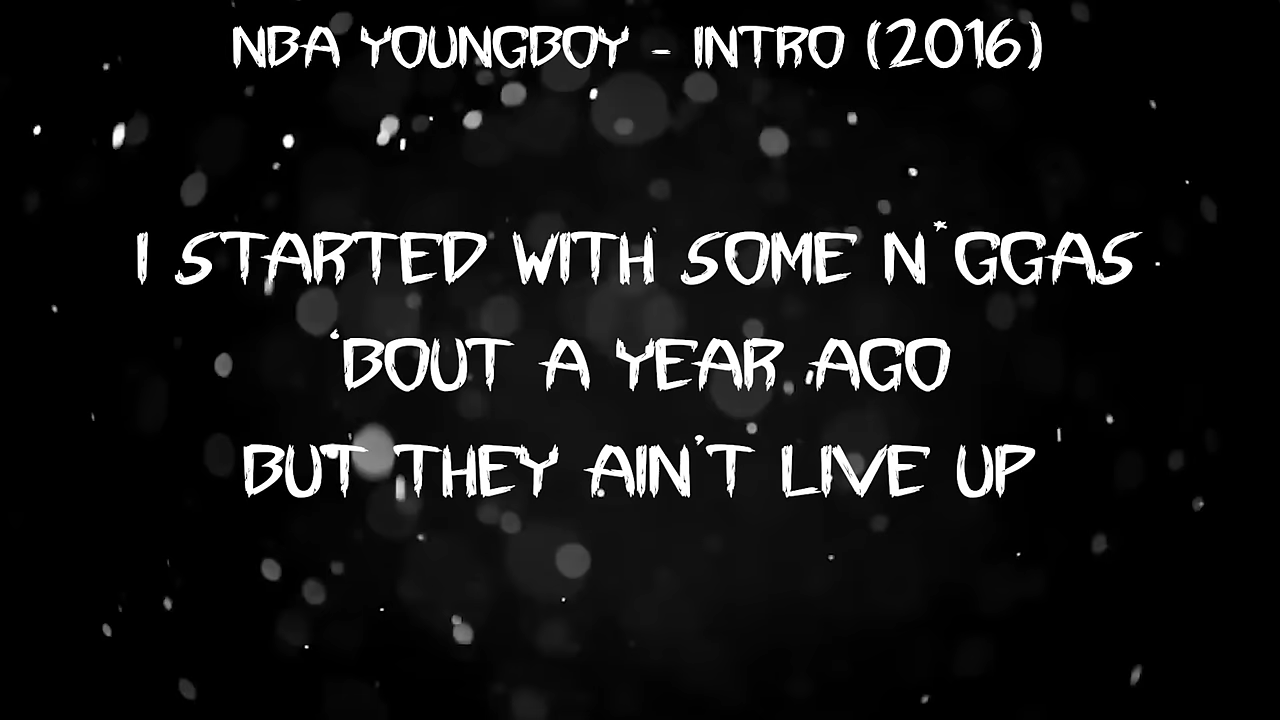 NBA YOUNGBOY - INTRO (2016)
I STARTED WITH SOME N*GGAS
'BOUT A YEAR AGO
BUT THEY AIN'T LIVE UP